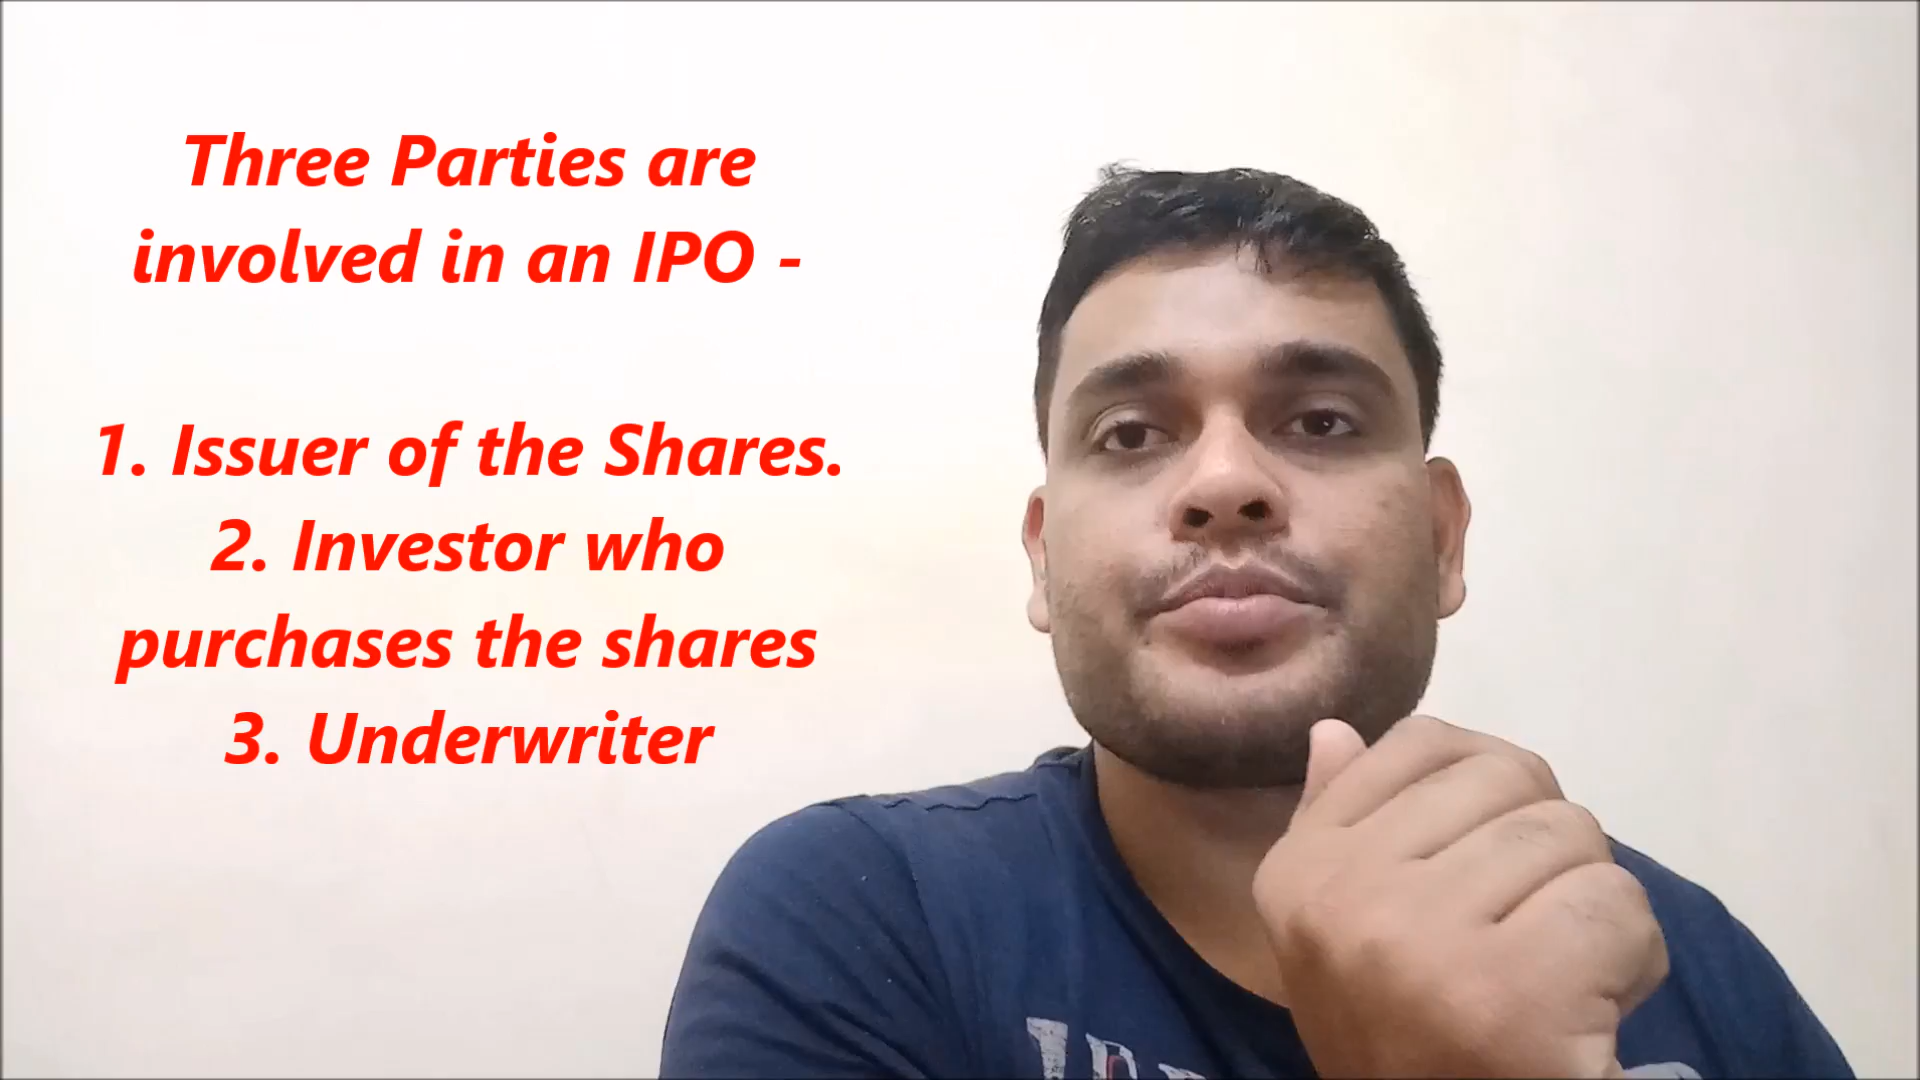 Three Parties are
involved in an IPO -
1. Issuer of the Shares.
2. Investor who
purchases the shares
3. Underwriter